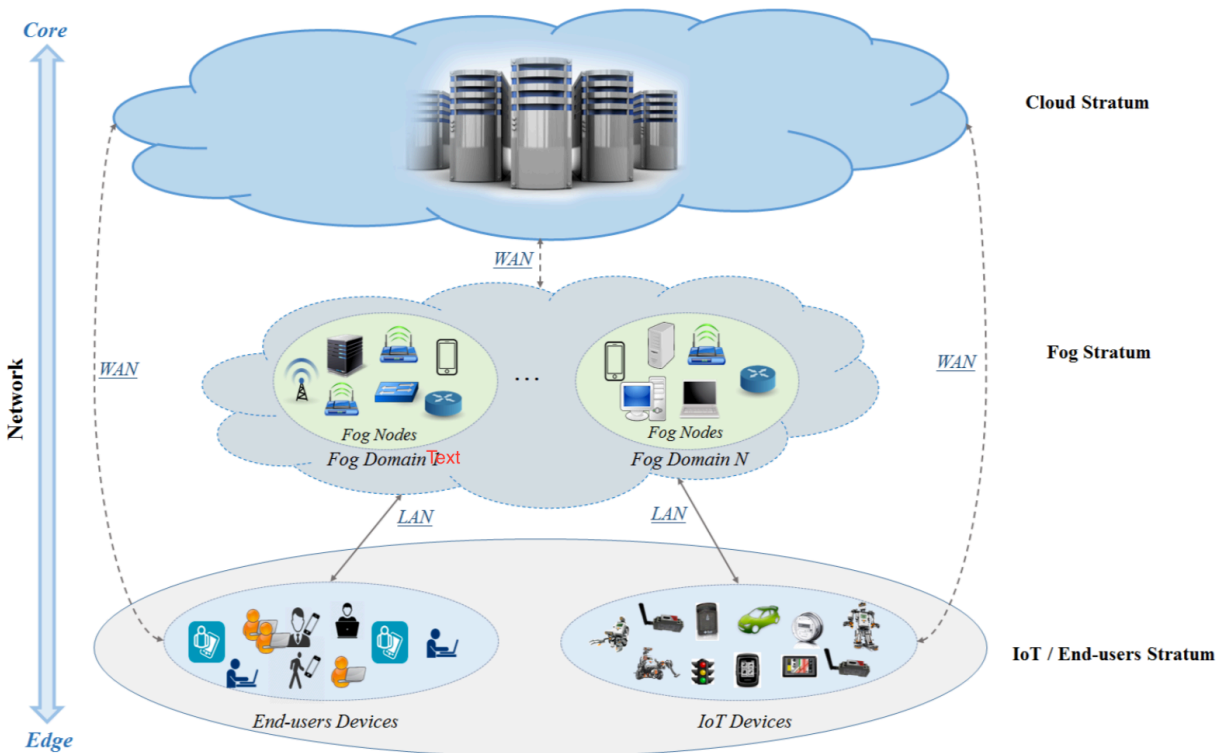 Core
Cloud Stratum
WAN
Network
WAN
WAN
Fog Stratum
...
Fog Nodes
Fog Nodes
Fog Domain Text
Fog Domain N
LAN
LAN
IoT / End-users Stratum
End-users Devices
IoT Devices
Edge